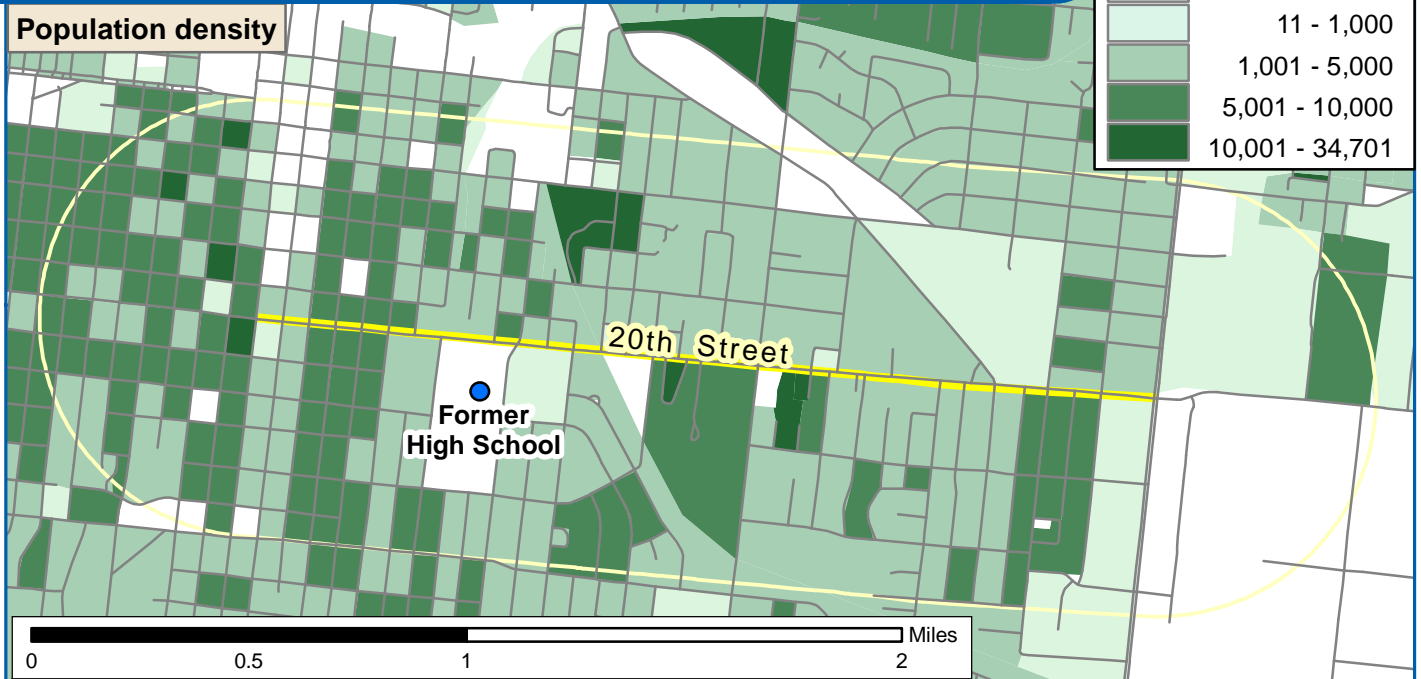 Population density
11 - 1,000
1,001 - 5,000
5,001 - 10,000
10,001 - 34,701
20th Street
Former
High School
Miles
0 0.5 1 2